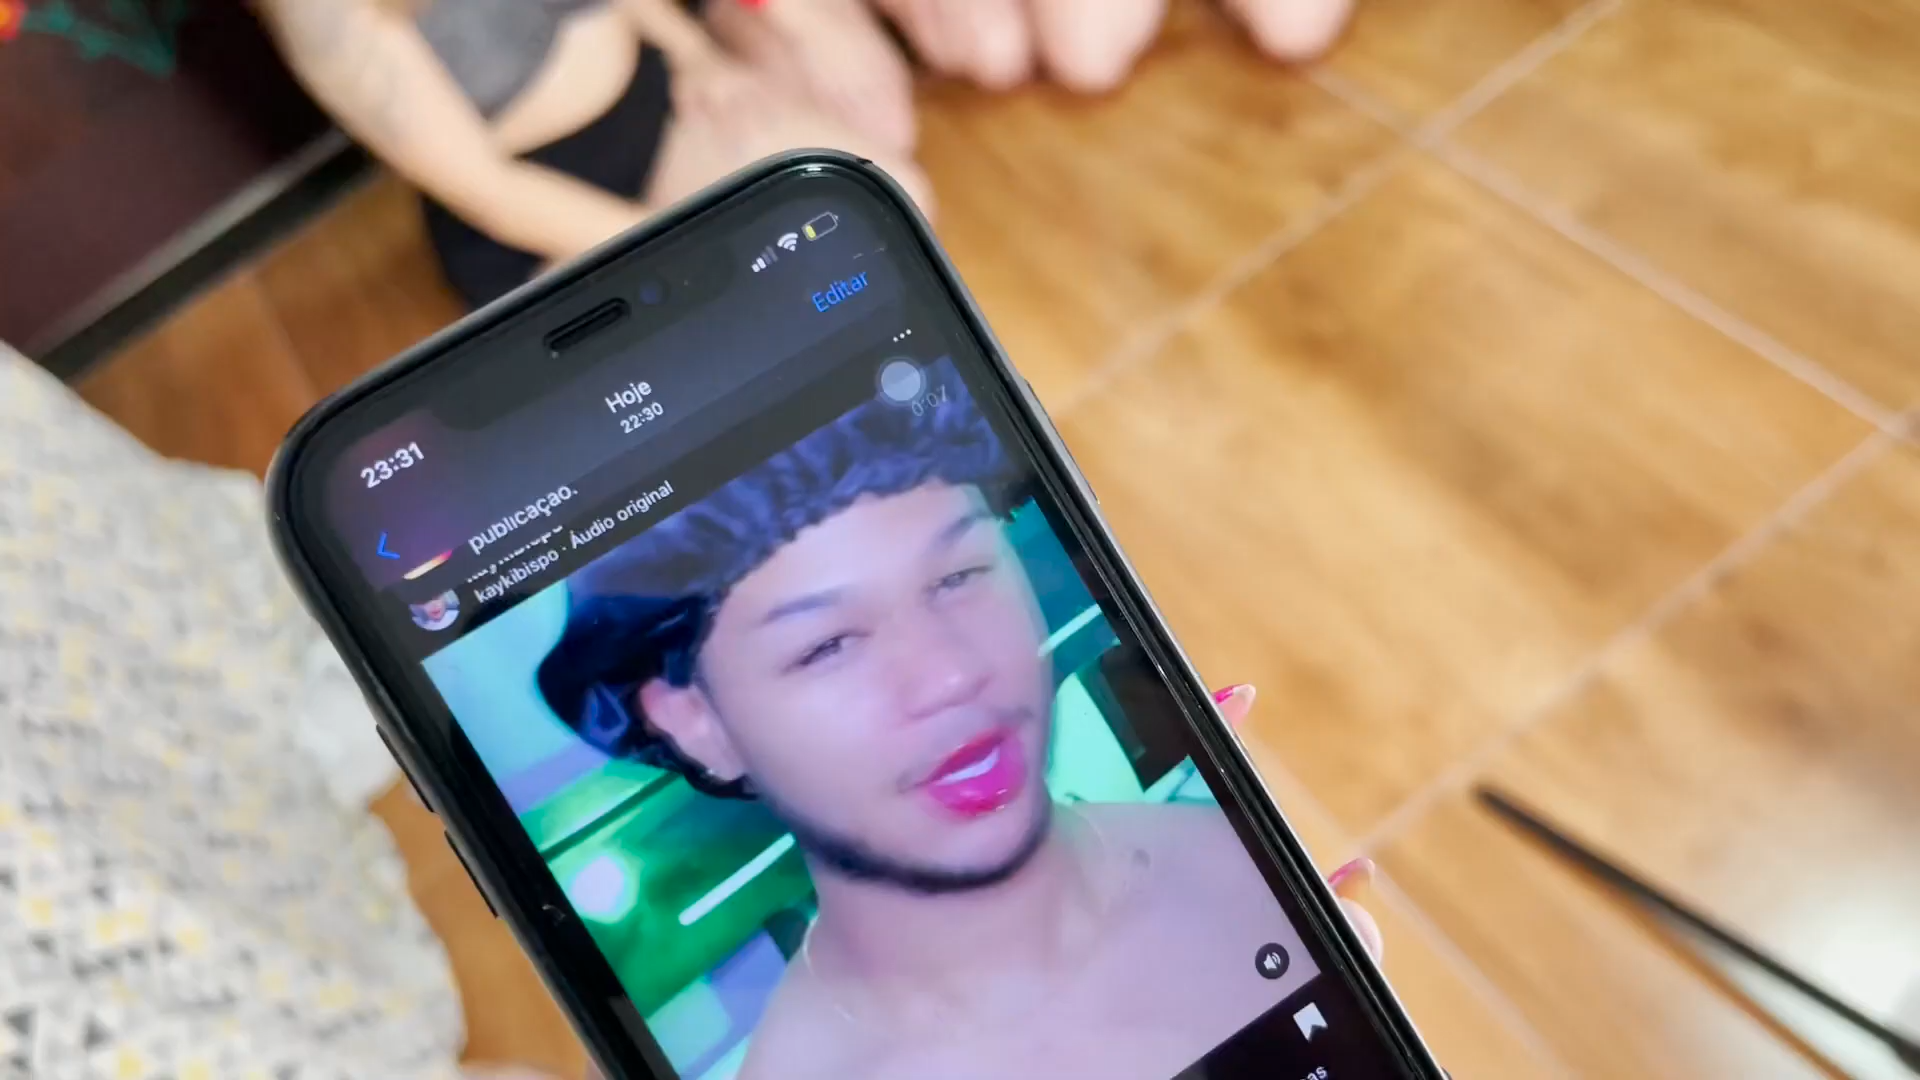 23:31
Editar
Hoje
22:30
0:07
publicação.
kaykibispo · Áudio original